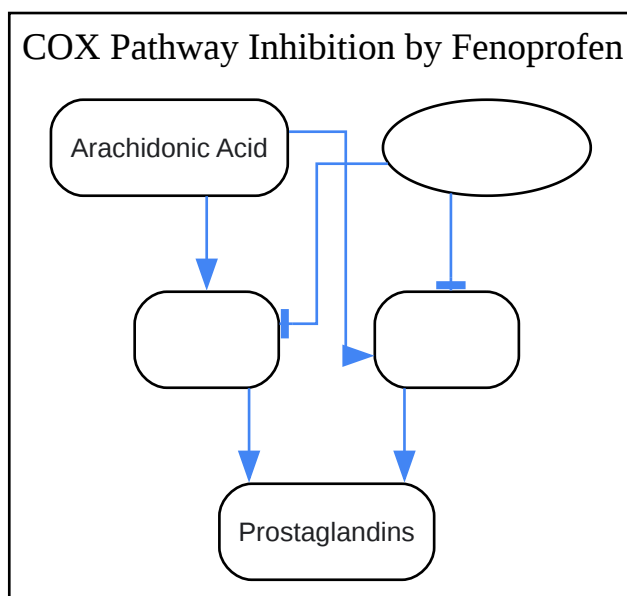 COX Pathway Inhibition by Fenoprofen
Arachidonic Acid
Prostaglandins